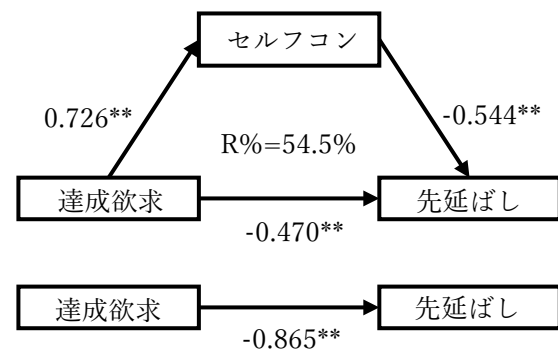 セルフコン
0.726**
-0.544**
R%=54.5%
達成欲求
先延ばし
-0.470**
達成欲求
先延ばし
-0.865**